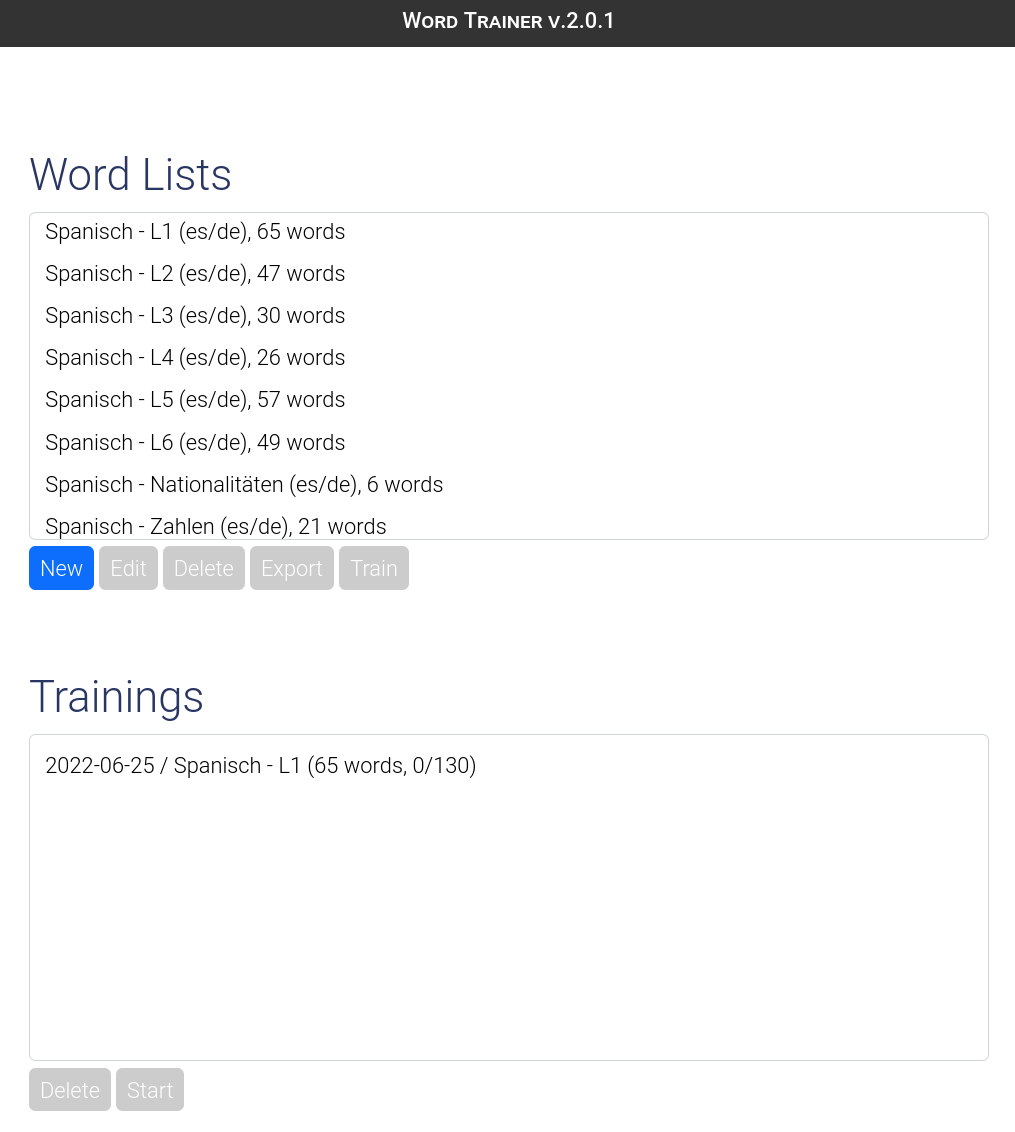 Word Trainer v.2.0.1
Word Lists
Spanisch - L1 (es/de), 65 words
Spanisch - L2 (es/de), 47 words
Spanisch - L3 (es/de), 30 words
Spanisch - L4 (es/de), 26 words
Spanisch - L5 (es/de), 57 words
Spanisch - L6 (es/de), 49 words
Spanisch - Nationalitäten (es/de), 6 words
Spanisch - Zahlen (es/de), 21 words
New Edit Delete Export Train
Trainings
2022-06-25 / Spanisch - L1 (65 words, 0/130)
Delete Start